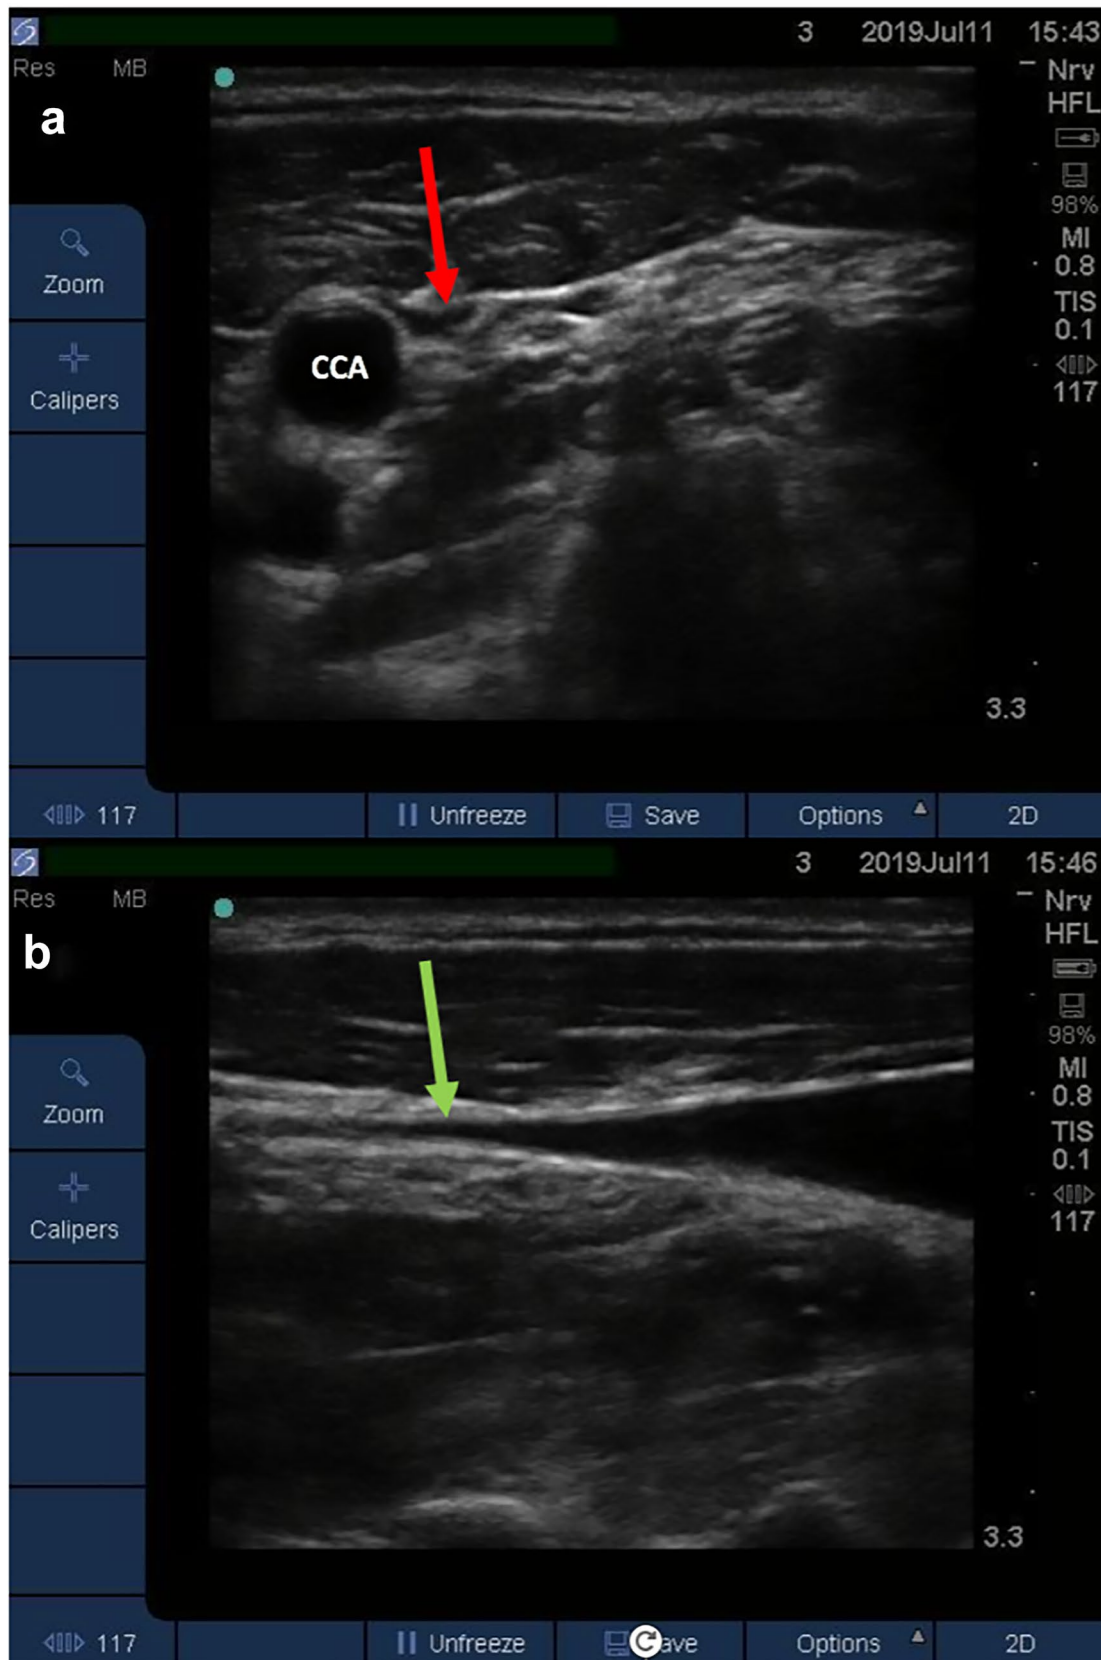 3 2019Jul11 15:43
Res MB
Nrv
HFL
a
98%
MI
0.8
TIS
0.1
117
Zoom
Calipers
CCA
3.3
117 Unfreeze Save Options 2D
3 2019Jul11 15:46
Res MB
Nrv
HFL
b
98%
MI
0.8
TIS
0.1
117
Zoom
Calipers
3.3
117 Unfreeze ave Options 2D